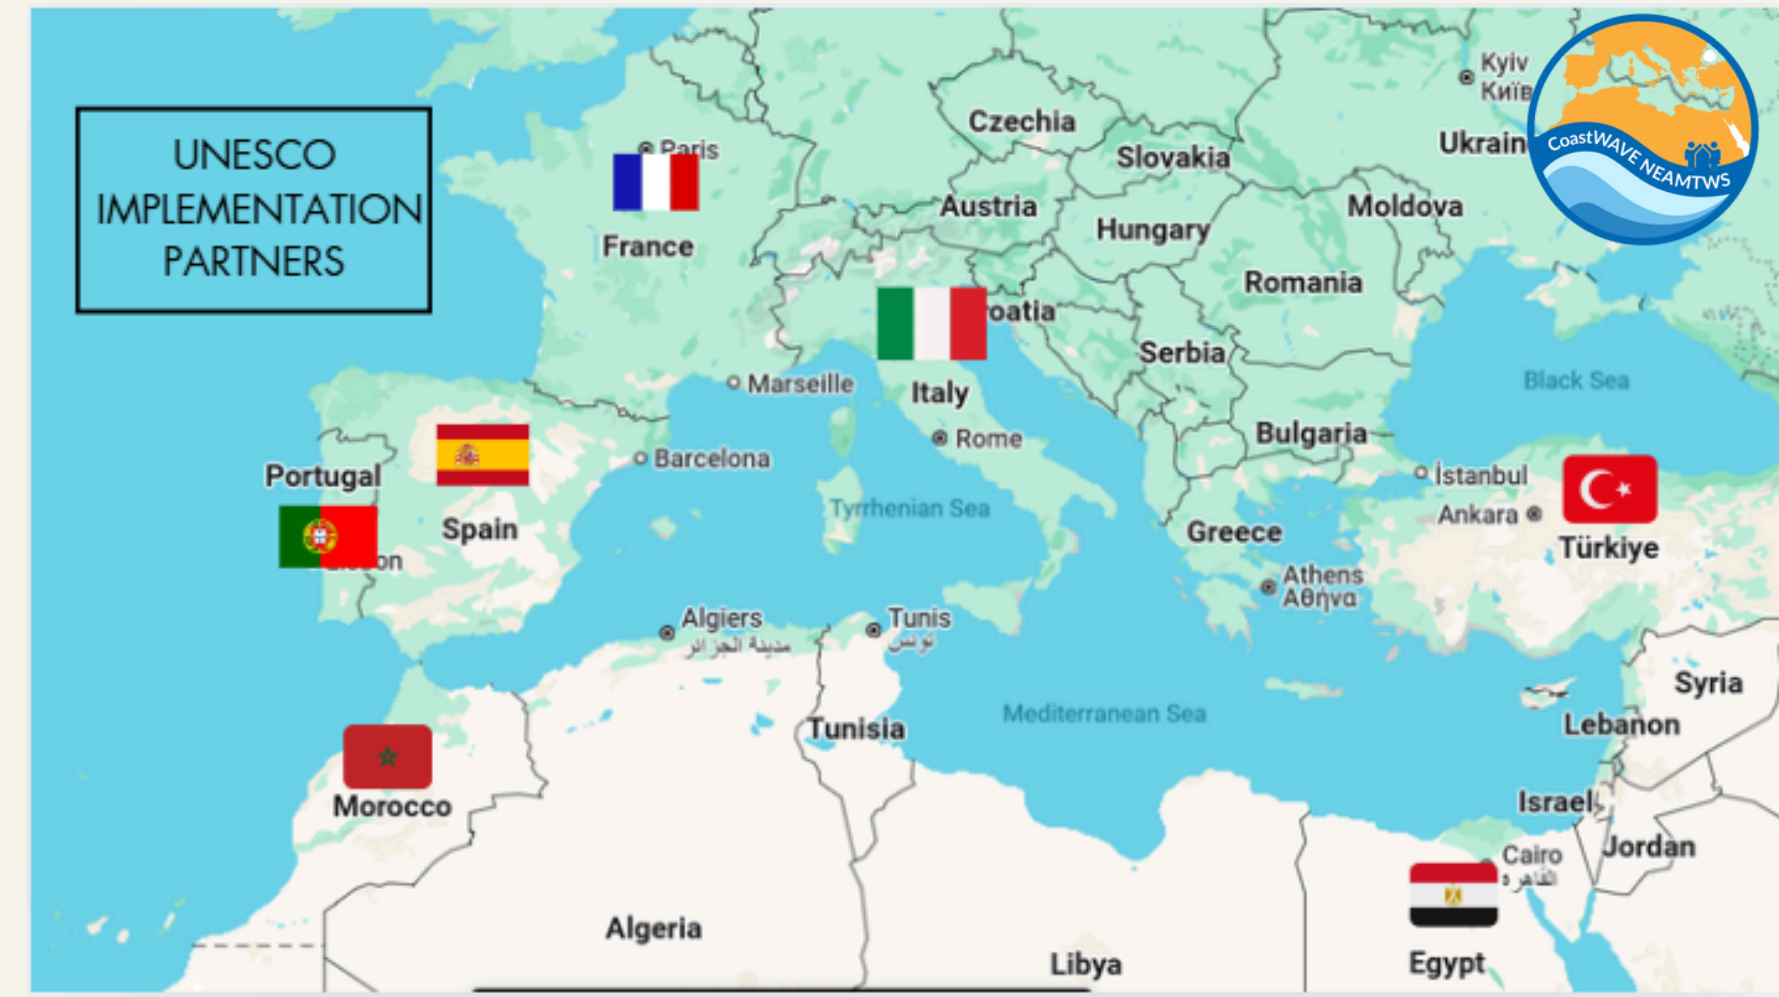 UNESCO
IMPLEMENTATION
PARTNERS
Kyiv
Київ
CoastWAVE NEAMTWS
Czechia
Ukrain
Paris
Slovakia
Austria
Moldova
Hungary
France
Romania
roatia
Serbia
Black Sea
Marseille
Italy
Bulgaria
Rome
Barcelona
Portugal
İstanbul
Tyrrhenian Sea
Ankara
Spain
Greece
Türkiye
on
Athens
Αθήνα
Algiers
مدينة الجزائر
Tunis
تونس
Syria
Mediterranean Sea
Lebanon
Tunisia
Israel
Morocco
Jordan
Cairo
القاهرة
Algeria
Libya
Egypt